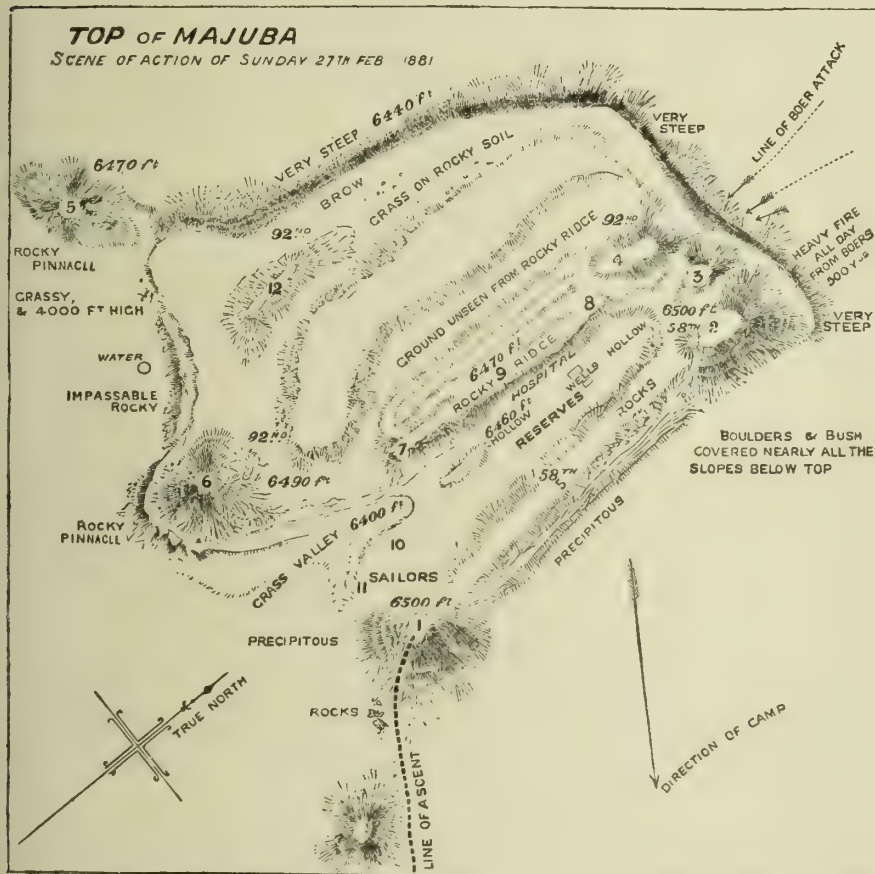 TOP OF MAJUBA
SCENE OF ACTION OF SUNDAY 27TH FEB 1881
VERY STEEP 6440 ft
VERY
STEEP
LINE OF BOER ATTACK
6470 ft
5
ROCKY
PINNACLE
BROW
GRASS ON ROCKY SOIL
92ND
12
92ND
4
3
HEAVY FIRE
ALL DAY
FROM BOERS
500 YDS
GRASSY,
& 4000 FT HIGH
GROUND UNSEEN FROM ROCKY RIDGE
8
6500 ft
58TH
2
VERY
STEEP
WATER
IMPASSABLE
ROCKY
6470 ft
ROCKY RIDGE
9
HOSPITAL
WELLS
HOLLOW
6460 ft
HOLLOW
RESERVES
ROCKS
92ND
7
BOULDERS & BUSH
COVERED NEARLY ALL THE
SLOPES BELOW TOP
6
6490 ft
58TH
PRECIPITOUS
ROCKY
PINNACLE
GRASS VALLEY 6400 ft
10
SAILORS
11
6500 ft
1
PRECIPITOUS
TRUE NORTH
ROCKS
LINE OF ASCENT
DIRECTION OF CAMP